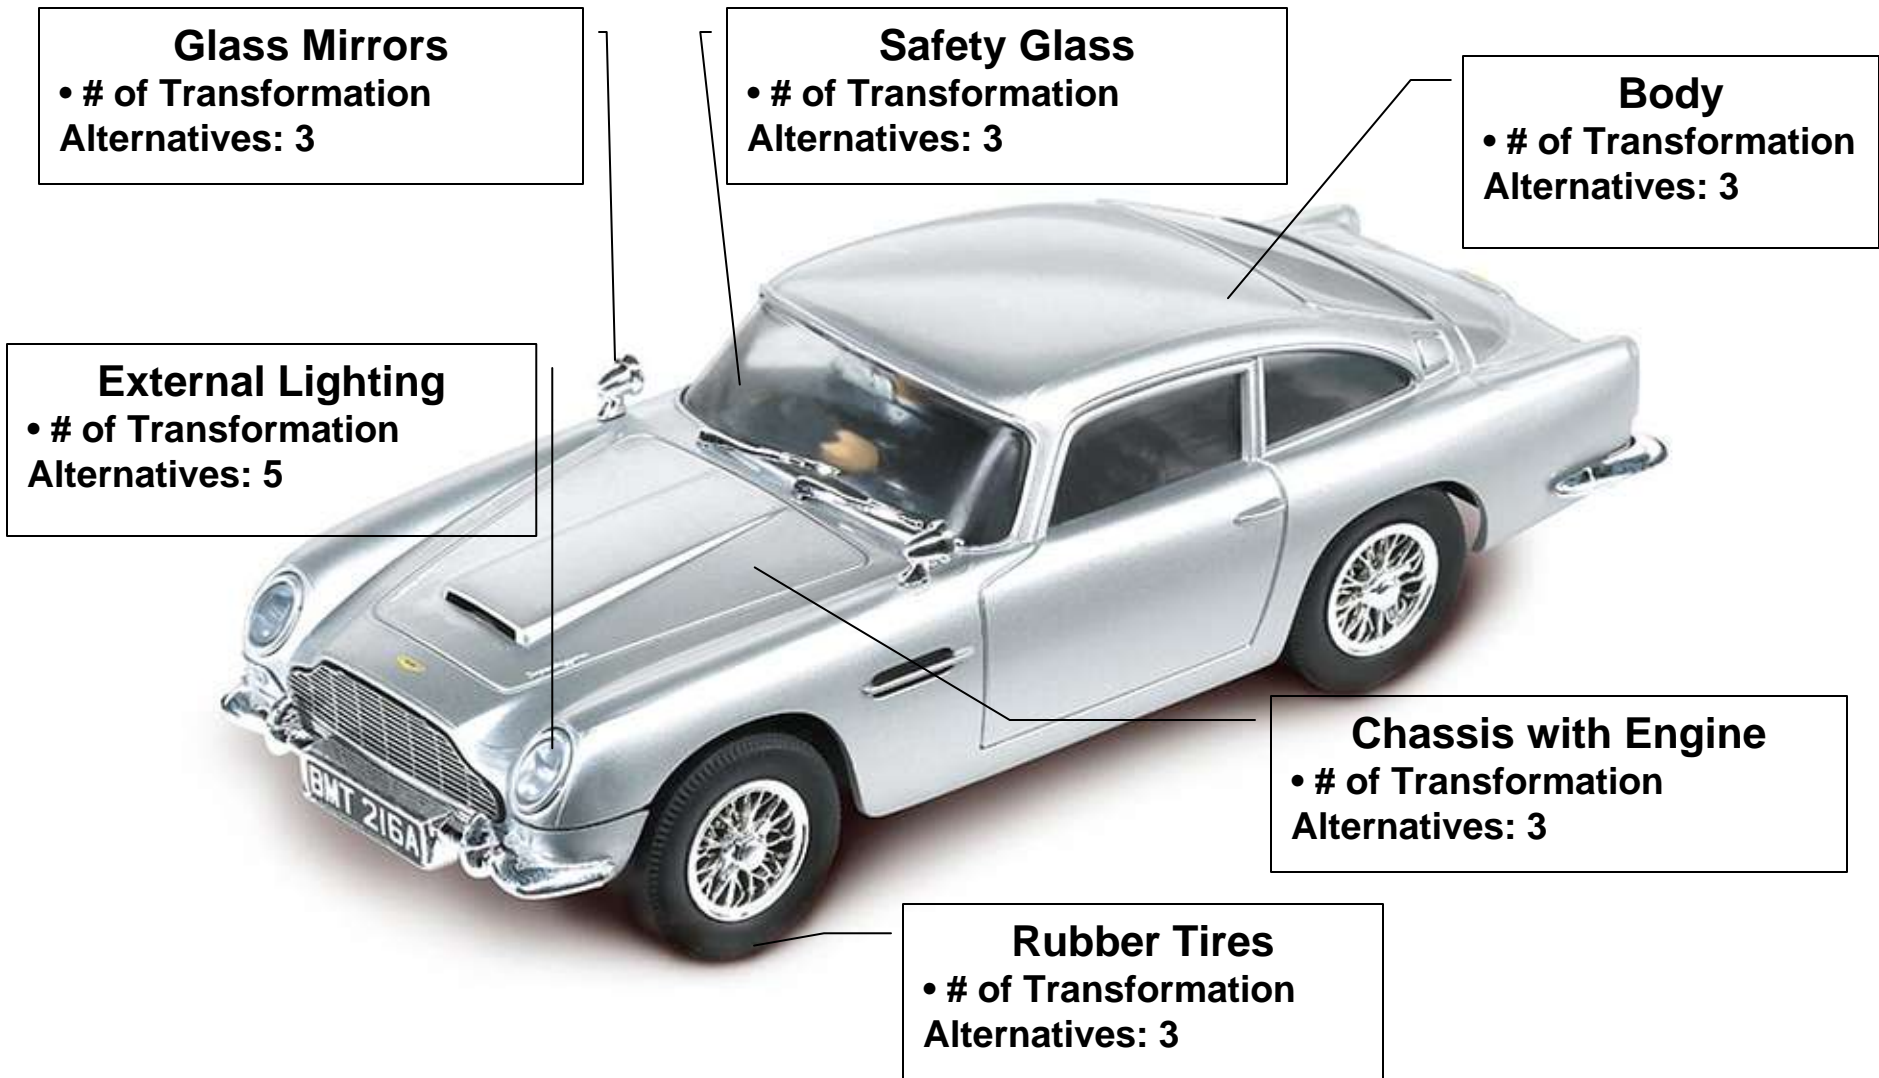 Glass Mirrors
• # of Transformation
Alternatives: 3
Safety Glass
• # of Transformation
Alternatives: 3
Body
• # of Transformation
Alternatives: 3
External Lighting
• # of Transformation
Alternatives: 5
Chassis with Engine
• # of Transformation
Alternatives: 3
BMT 216A
Rubber Tires
• # of Transformation
Alternatives: 3